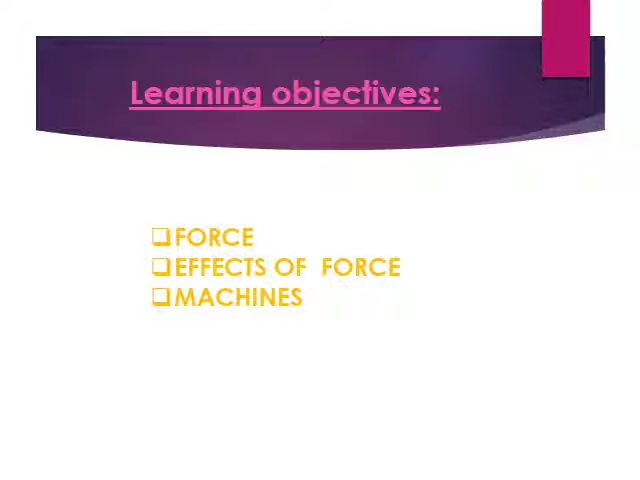 Learning objectives:
❑FORCE
❑EFFECTS OF  FORCE
❑MACHINES